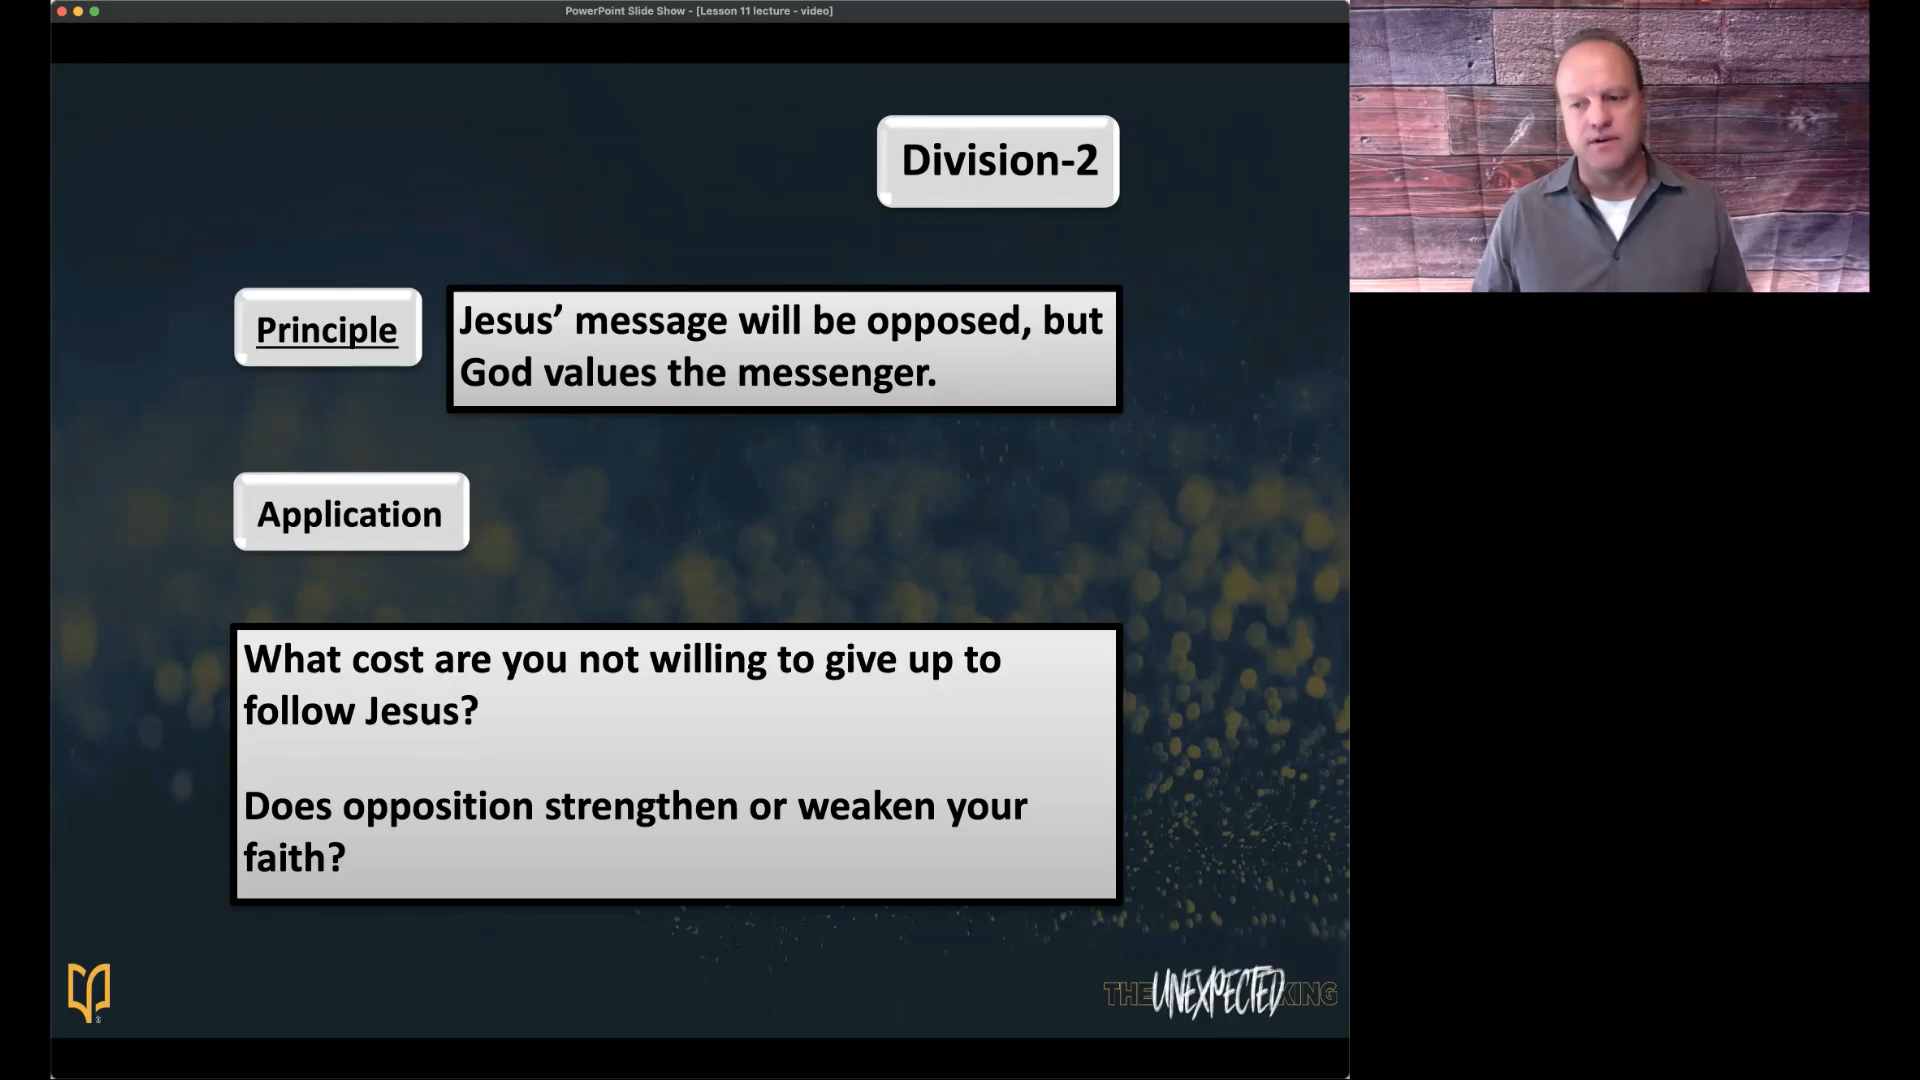 PowerPoint Slide Show - [Lesson 11 lecture - video]
Division-2
Principle
Jesus’ message will be opposed, but
God values the messenger.
Application
What cost are you not willing to give up to
follow Jesus?
Does opposition strengthen or weaken your
faith?
THE UNEXPECTED KING